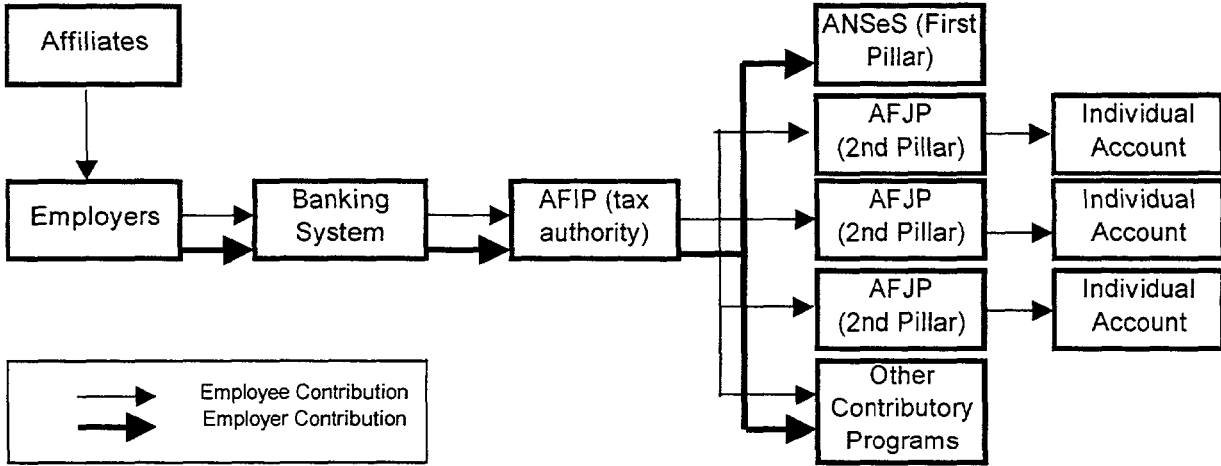 Affiliates
Employers
Banking
System
AFIP (tax
authority)
ANSeS (First
Pillar)
AFJP
(2nd Pillar)
Individual
Account
AFJP
(2nd Pillar)
Individual
Account
AFJP
(2nd Pillar)
Individual
Account
Other
Contributory
Programs
Employee Contribution
Employer Contribution